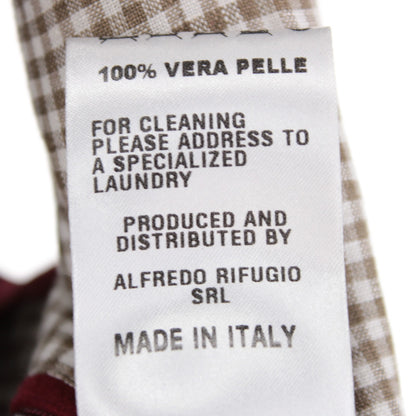 100% VERA PELLE
FOR CLEANING
PLEASE ADDRESS TO
A SPECIALIZED
LAUNDRY
PRODUCED AND
DISTRIBUTED BY
ALFREDO RIFUGIO
SRL
MADE IN ITALY